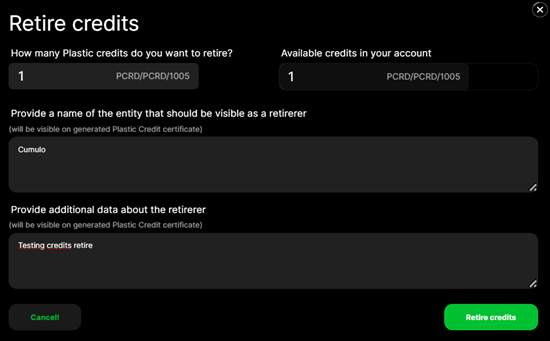 Retire credits
How many Plastic credits do you want to retire?
Available credits in your account
1 PCRD/PCRD/1005
1 PCRD/PCRD/1005
Provide a name of the entity that should be visible as a retirerer
(will be visible on generated Plastic Credit certificate)
Cumulo
Provide additional data about the retirerer
(will be visible on generated Plastic Credit certificate)
Testing credits retire
Cancell
Retire credits